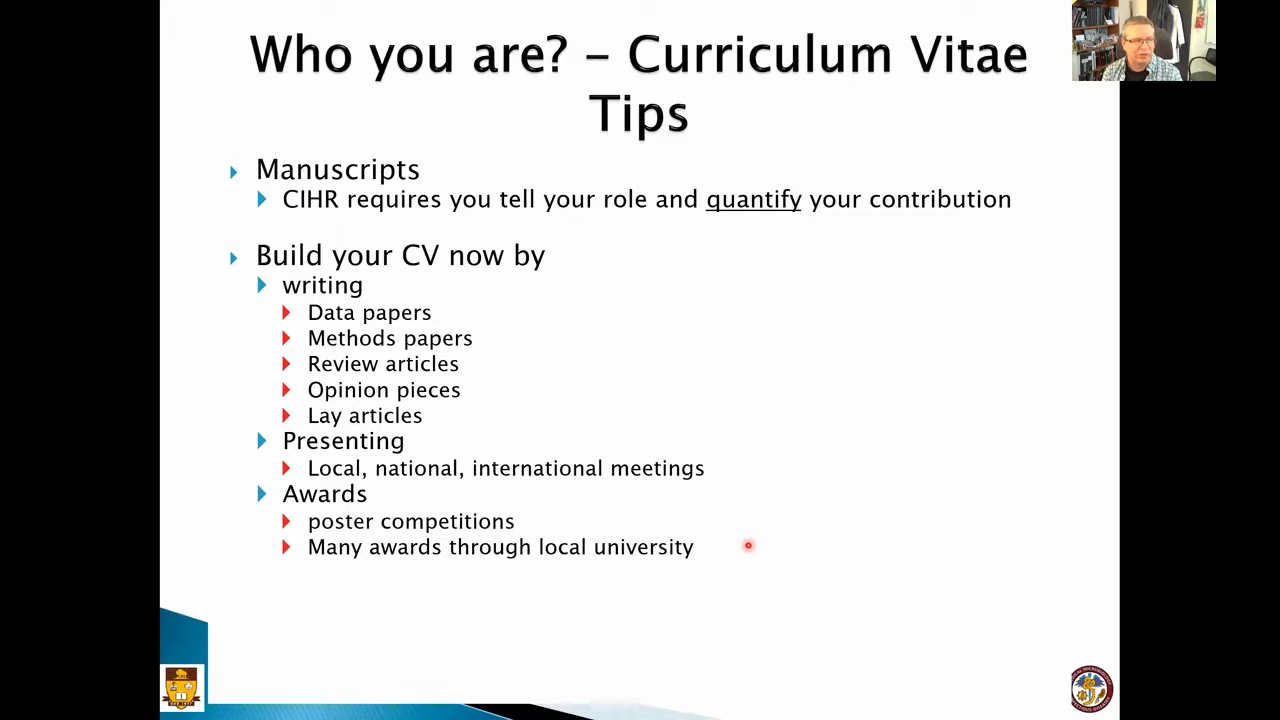 Who you are? – Curriculum Vitae
Tips
Manuscripts
CIHR requires you tell your role and quantify your contribution
Build your CV now by
writing
Data papers
Methods papers
Review articles
Opinion pieces
Lay articles
Presenting
Local, national, international meetings
Awards
poster competitions
Many awards through local university